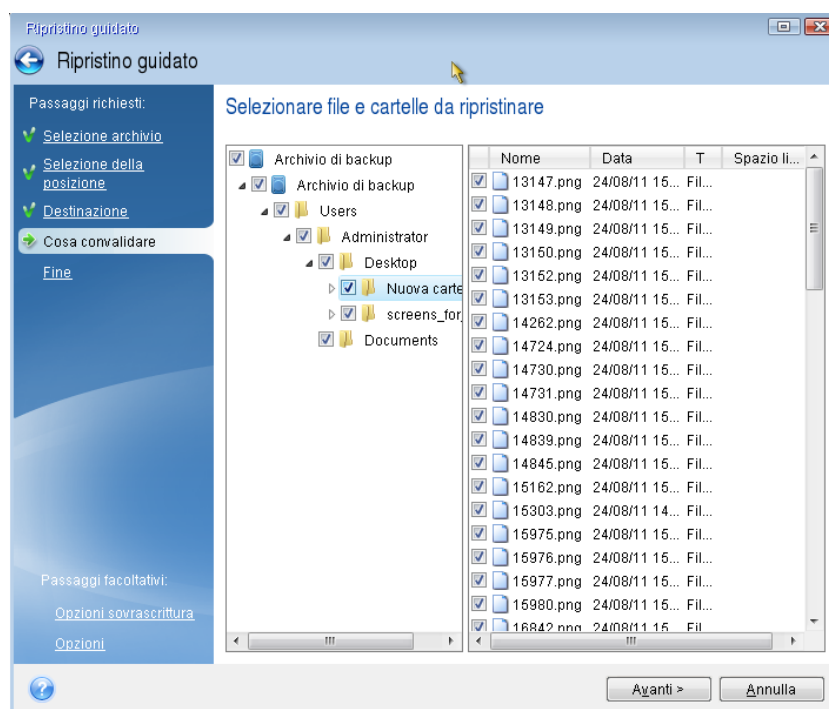 Ripristino guidato
Ripristino guidato
Passaggi richiesti:
Selezione archivio
Selezione della
posizione
Destinazione
Cosa convalidare
Fine
Passaggi facoltativi:
Opzioni sovrascrittura
Opzioni
Selezionare file e cartelle da ripristinare
Archivio di backup
Archivio di backup
Users
Administrator
Desktop
Nuova carte
screens_for_
Documents
Nome Data T Spazio li...
13147.png 24/08/11 15... Fil...
13148.png 24/08/11 15... Fil...
13149.png 24/08/11 15... Fil...
13150.png 24/08/11 15... Fil...
13152.png 24/08/11 15... Fil...
13153.png 24/08/11 15... Fil...
14262.png 24/08/11 15... Fil...
14724.png 24/08/11 15... Fil...
14730.png 24/08/11 15... Fil...
14731.png 24/08/11 15... Fil...
14830.png 24/08/11 15... Fil...
14839.png 24/08/11 15... Fil...
14845.png 24/08/11 15... Fil...
15162.png 24/08/11 15... Fil...
15303.png 24/08/11 14... Fil...
15975.png 24/08/11 15... Fil...
15976.png 24/08/11 15... Fil...
15977.png 24/08/11 15... Fil...
15980.png 24/08/11 15... Fil...
16842.png 24/08/11 15... Fil...
Avanti >
Annulla